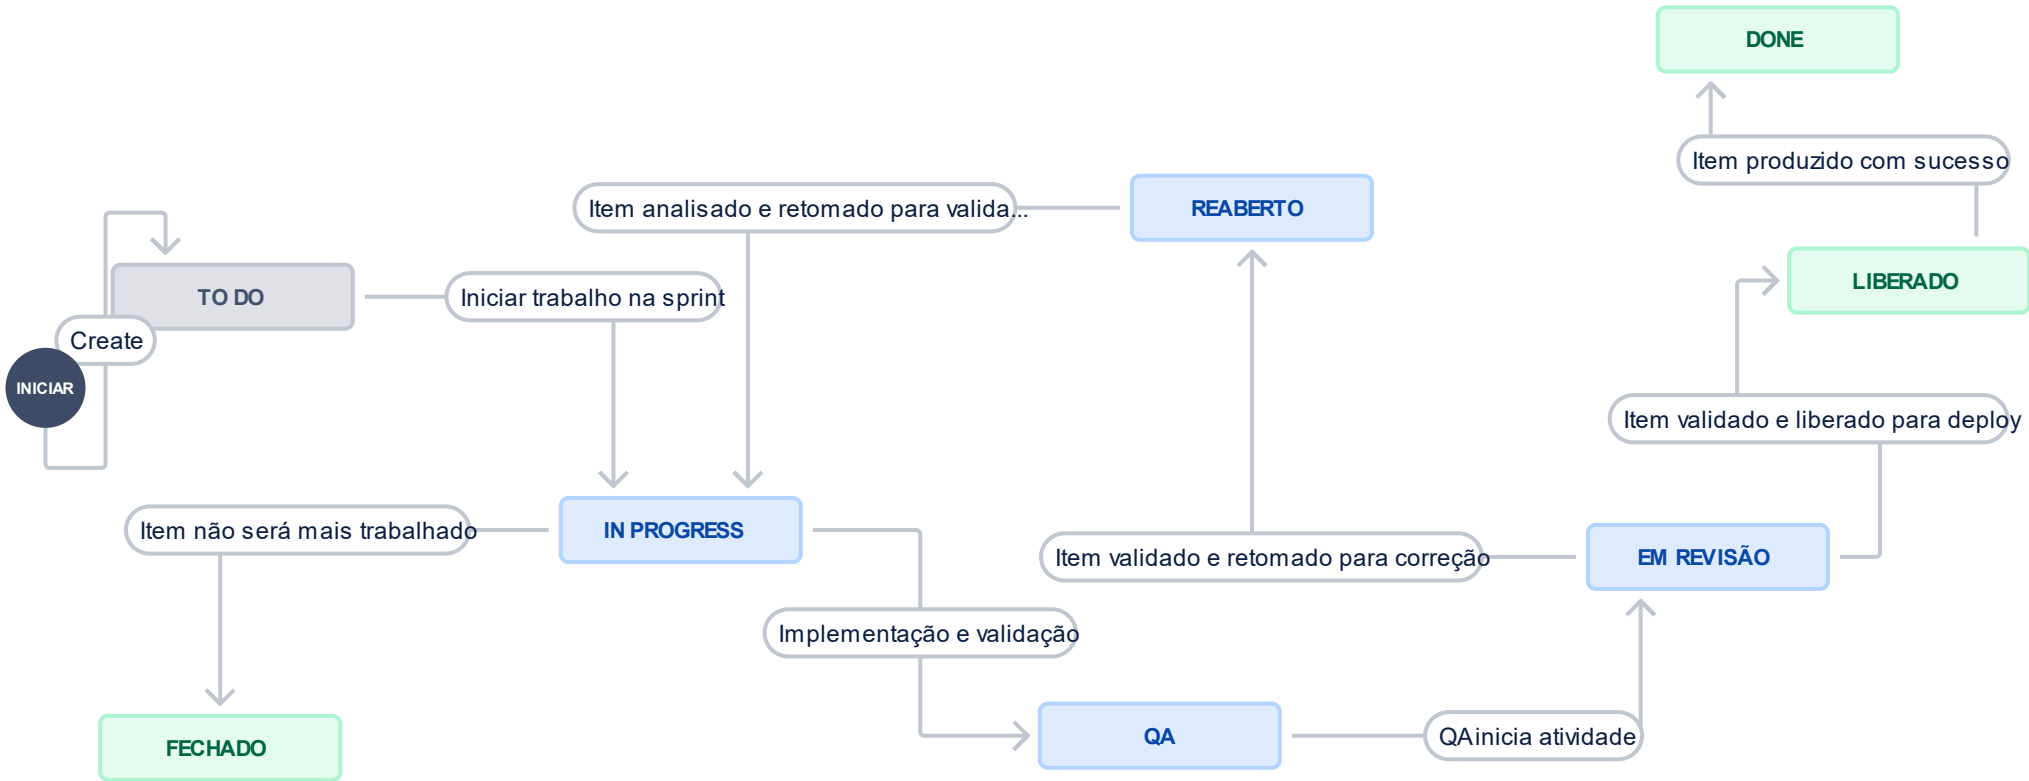 DONE
Item produzido com sucesso
Item analisado e retomado para valida...
REABERTO
LIBERADO
TO DO
Iniciar trabalho na sprint
Create
INICIAR
Item validado e liberado para deploy
Item não será mais trabalhado
IN PROGRESS
Item validado e retomado para correção
EM REVISÃO
Implementação e validação
FECHADO
QA
QA inicia atividade